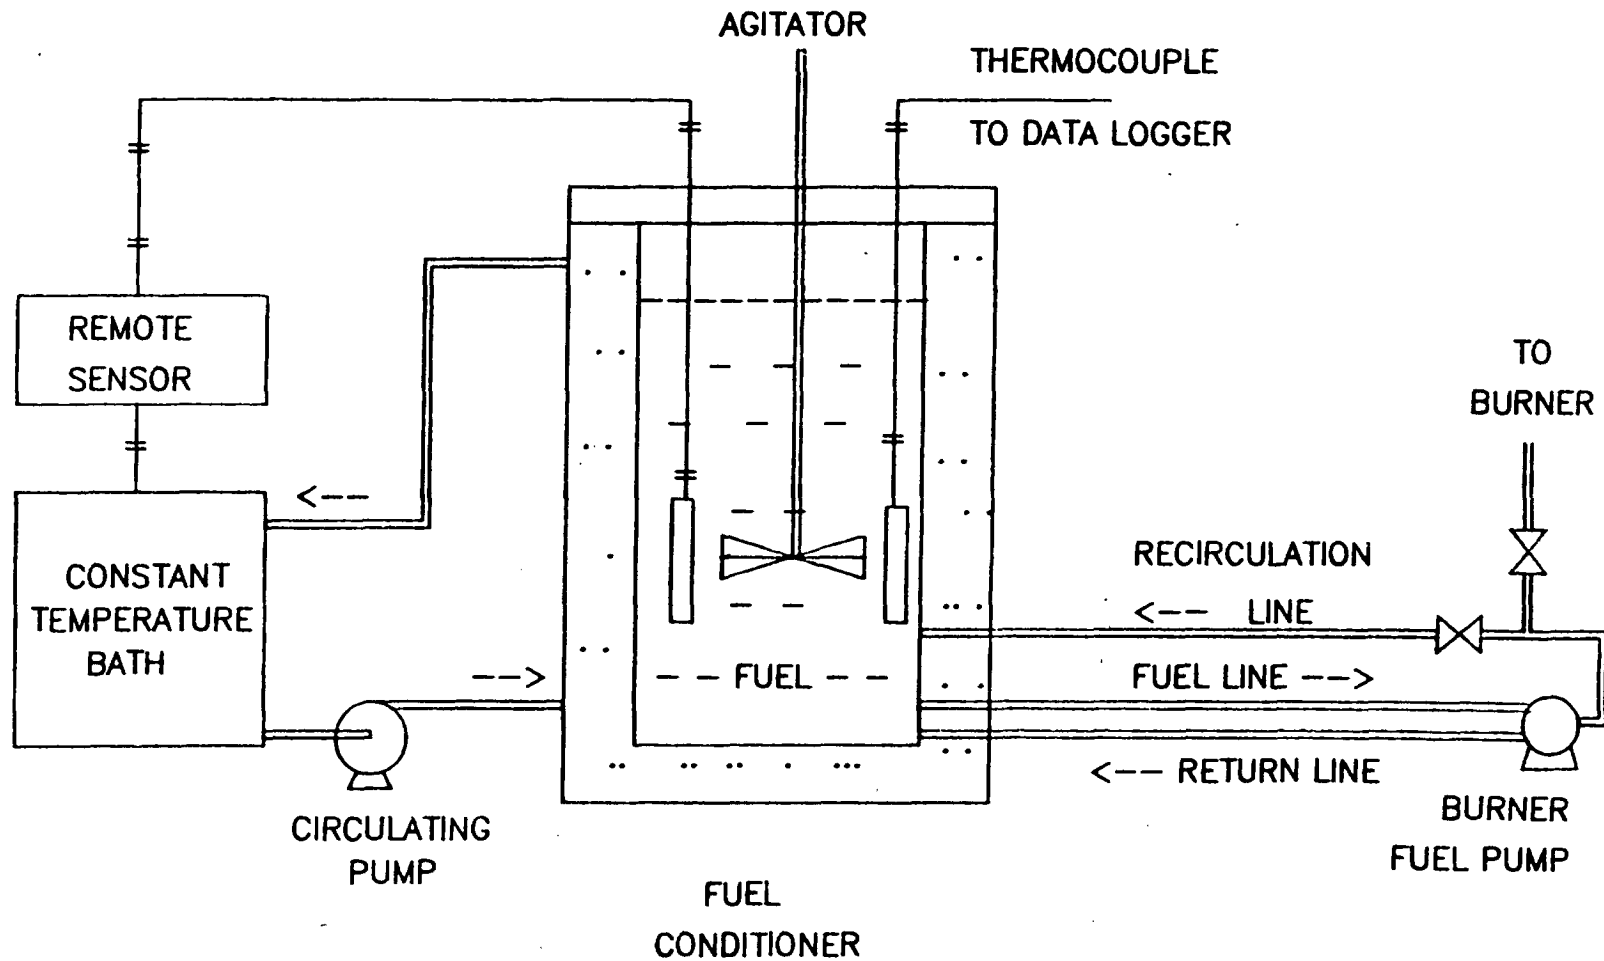 AGITATOR
THERMOCOUPLE
TO DATA LOGGER
REMOTE
SENSOR
TO
BURNER
<--
CONSTANT
TEMPERATURE
BATH
RECIRCULATION
<-- LINE
-->
-- FUEL --
FUEL LINE -->
<-- RETURN LINE
CIRCULATING
PUMP
BURNER
FUEL PUMP
FUEL
CONDITIONER